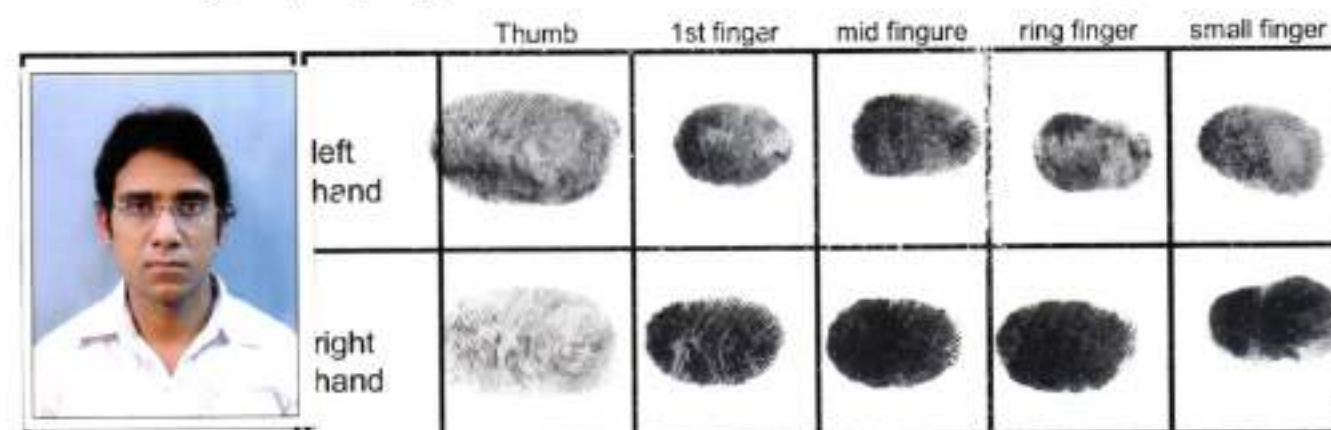 Thumb 1st finger mid fingure ring finger small finger
left
hand
right
hand